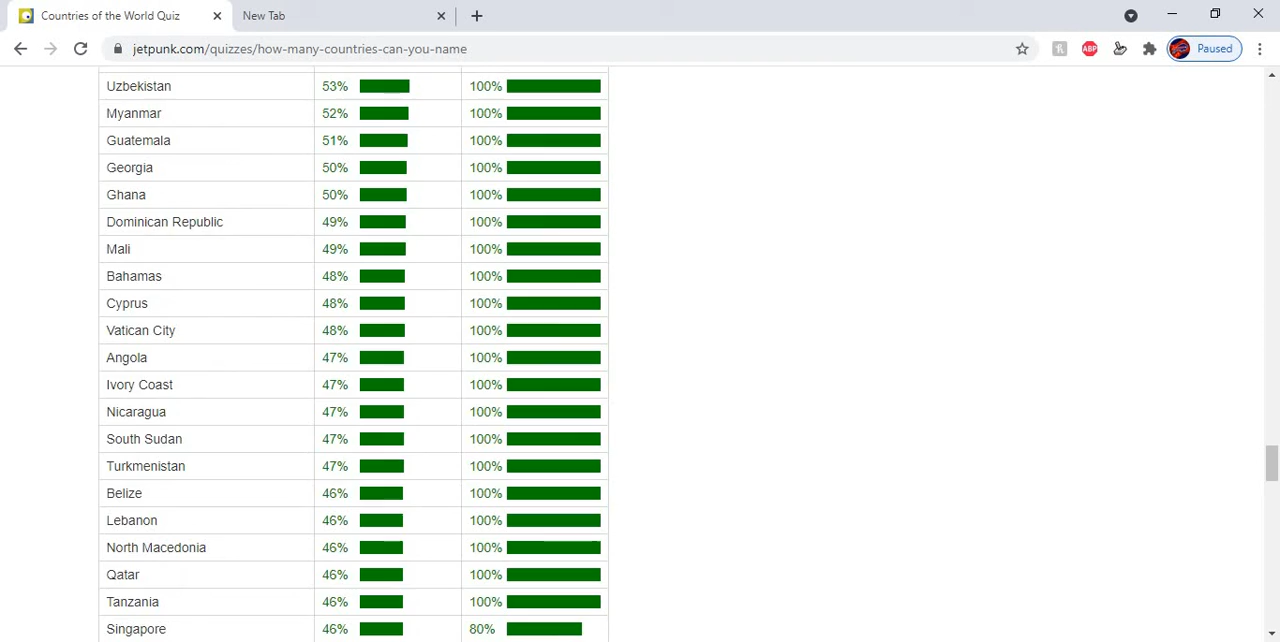 Countries of the World Quiz
New Tab
jetpunk.com/quizzes/how-many-countries-can-you-name
ABP
Paused
Uzbekistan 53% 100%
Myanmar 52% 100%
Guatemala 51% 100%
Georgia 50% 100%
Ghana 50% 100%
Dominican Republic 49% 100%
Mali 49% 100%
Bahamas 48% 100%
Cyprus 48% 100%
Vatican City 48% 100%
Angola 47% 100%
Ivory Coast 47% 100%
Nicaragua 47% 100%
South Sudan 47% 100%
Turkmenistan 47% 100%
Belize 46% 100%
Lebanon 46% 100%
North Macedonia 46% 100%
Qatar 46% 100%
Tanzania 46% 100%
Singapore 46% 80%